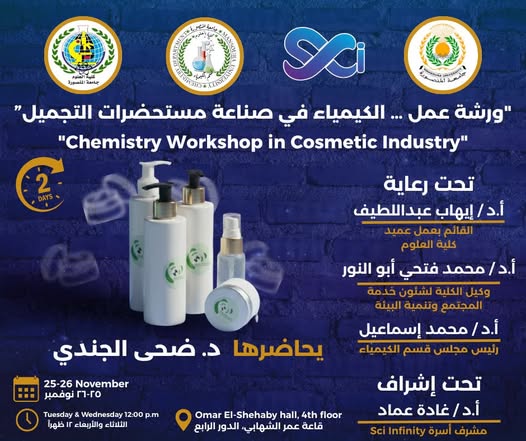 Sci
"ورشة عمل ... الكيمياء في صناعة مستحضرات التجميل"
"Chemistry Workshop in Cosmetic Industry"
2
DAYS
تحت رعاية
أ.د/ إيهاب عبداللطيف
القائم بعمل عميد
كلية العلوم
أ.د/ محمد فتحي أبو النور
وكيل الكلية لشئون خدمة
المجتمع وتنمية البيئة
أ.د/ محمد إسماعيل
رئيس مجلس قسم الكيمياء
يحاضرها د. ضحى الجندي
تحت إشراف
أ.د/ غادة عماد
مشرف أسرة Sci Infinity
25-26 November
٢٥-٢٦ نوفمبر
Tuesday & Wednesday 12:00 p.m
الثلاثاء والأربعاء ١٢ ظهراً
Omar El-Shehaby hall, 4th floor
قاعة عمر الشهابي، الدور الرابع